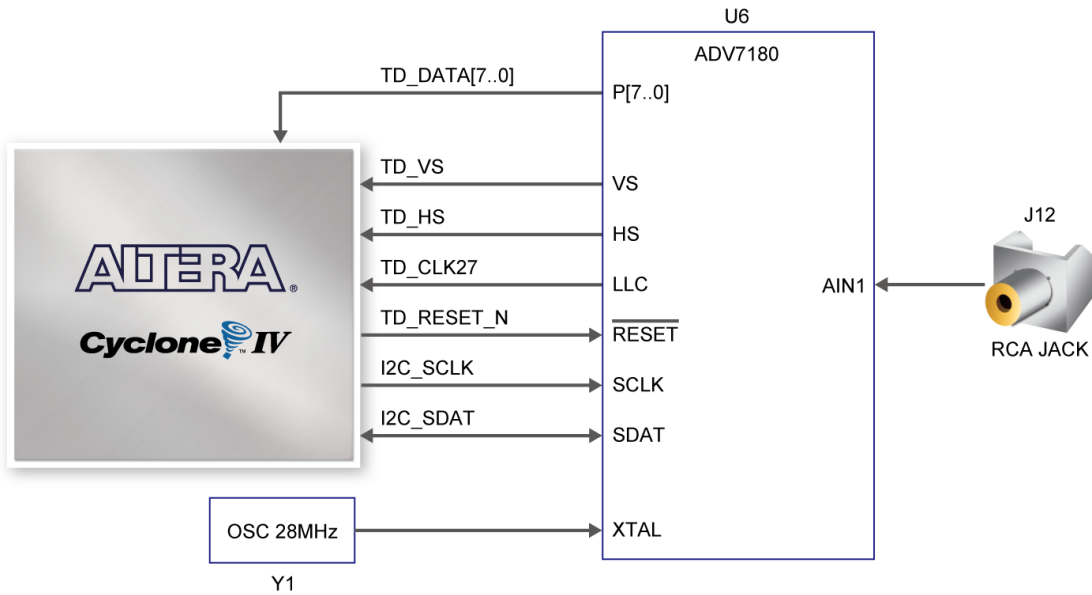 U6
ADV7180
TD_DATA[7..0]
P[7..0]
TD_VS
VS
TD_HS
HS
TD_CLK27
LLC
TD_RESET_N
RESET
I2C_SCLK
SCLK
I2C_SDAT
SDAT
ALTERA®
Cyclone™ IV
AIN1
J12
RCA JACK
OSC 28MHz
XTAL
Y1